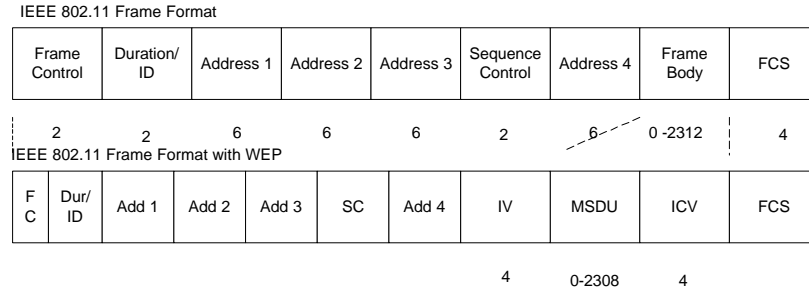 IEEE 802.11 Frame Format
Frame Control
Duration/ ID
Address 1
Address 2
Address 3
Sequence Control
Address 4
Frame Body
FCS
2
2
6
6
6
2
6
0 -2312
4
IEEE 802.11 Frame Format with WEP
F C
Dur/ ID
Add 1
Add 2
Add 3
SC
Add 4
IV
MSDU
ICV
FCS
4
0-2308
4